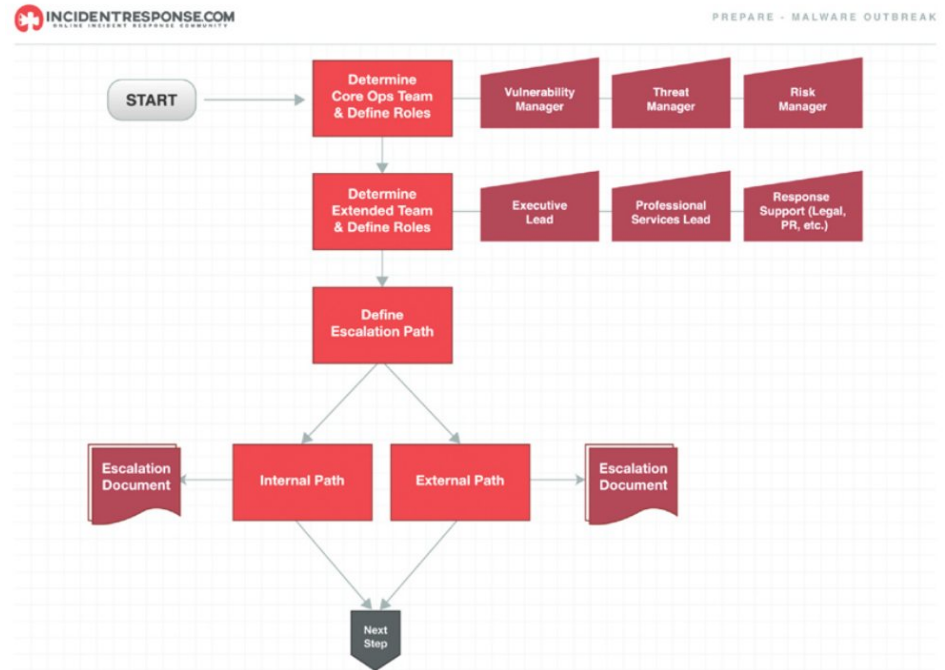 INCIDENTRESPONSE.COM
ONLINE INCIDENT RESPONSE COMMUNITY
PREPARE - MALWARE OUTBREAK
START
Determine
Core Ops Team
& Define Roles
Vulnerability
Manager
Threat
Manager
Risk
Manager
Determine
Extended Team
& Define Roles
Executive
Lead
Professional
Services Lead
Response
Support (Legal,
PR, etc.)
Define
Escalation Path
Escalation
Document
Internal Path
External Path
Escalation
Document
Next
Step